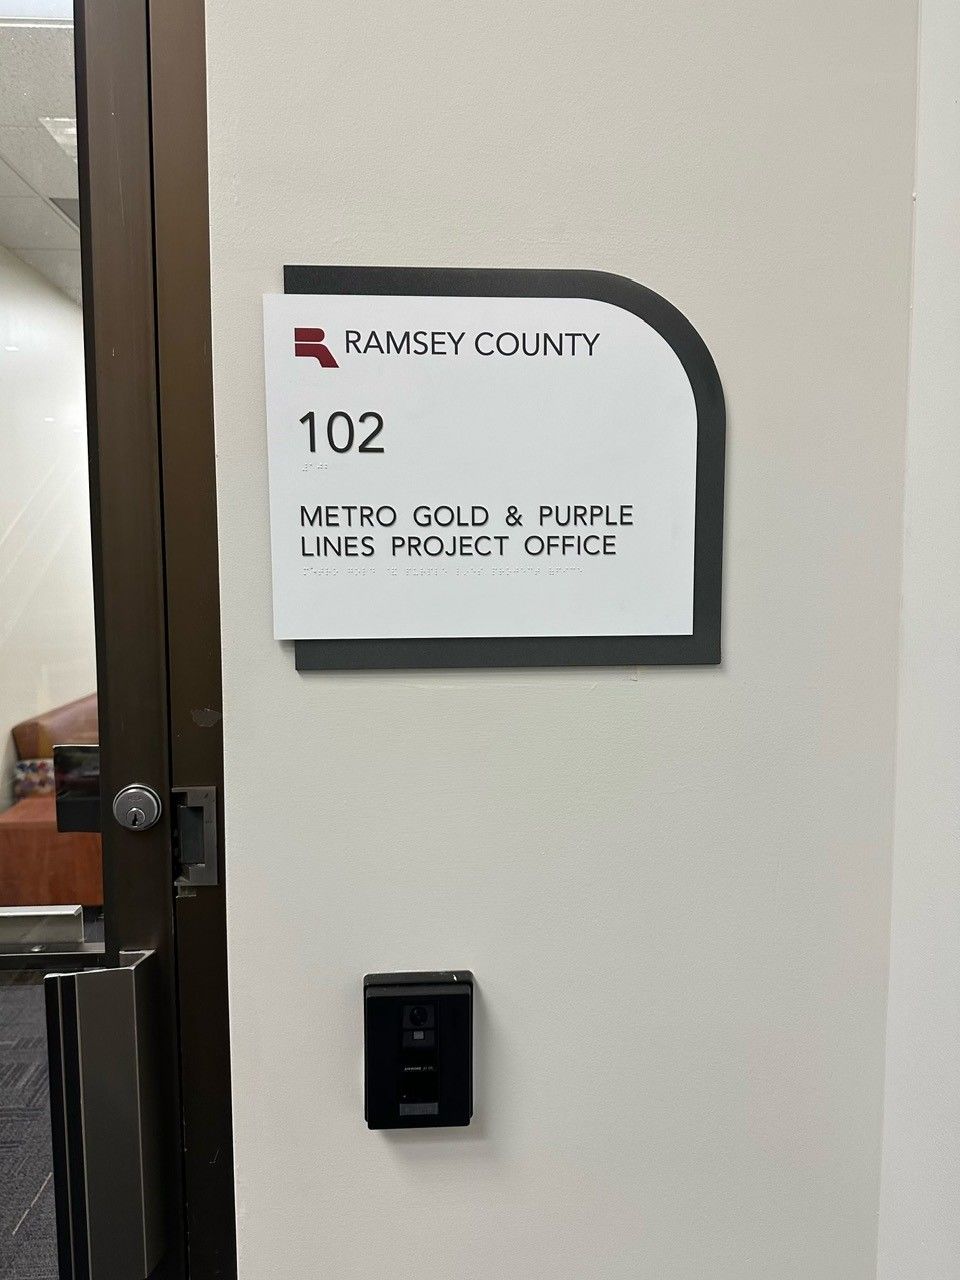 RAMSEY COUNTY
102
METRO GOLD & PURPLE
LINES PROJECT OFFICE